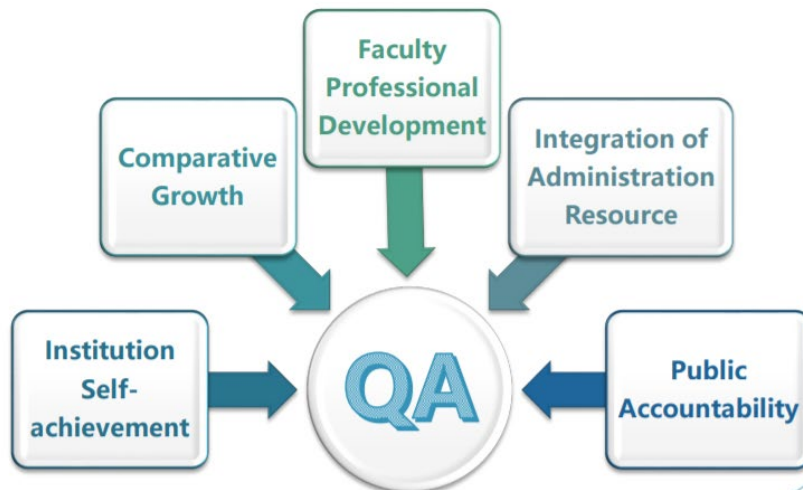 Faculty
Professional
Development
Comparative
Growth
Integration of
Administration
Resource
Institution
Self-
achievement
QA
Public
Accountability